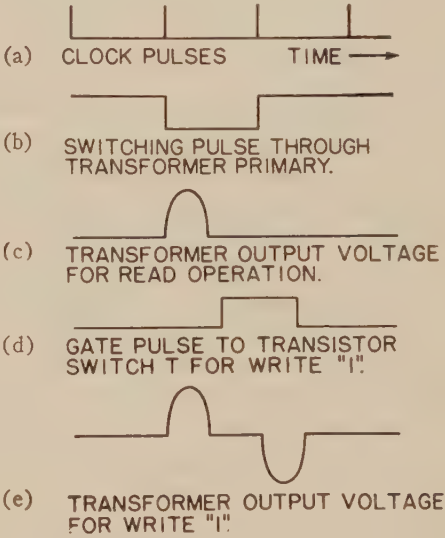 (a) CLOCK PULSES TIME
(b) SWITCHING PULSE THROUGH
TRANSFORMER PRIMARY.
(c) TRANSFORMER OUTPUT VOLTAGE
FOR READ OPERATION.
(d) GATE PULSE TO TRANSISTOR
SWITCH T FOR WRITE "1".
(e) TRANSFORMER OUTPUT VOLTAGE
FOR WRITE "1".